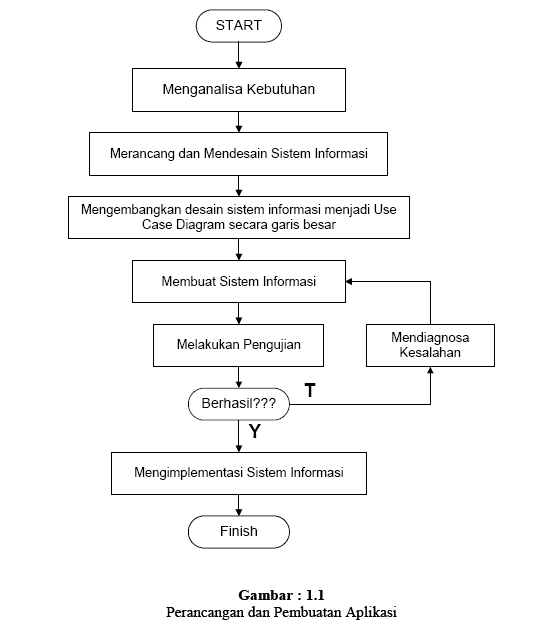 START
Menganalisa Kebutuhan
Merancang dan Mendesain Sistem Informasi
Mengembangkan desain sistem informasi menjadi Use
Case Diagram secara garis besar
Membuat Sistem Informasi
Melakukan Pengujian
Mendiagnosa
Kesalahan
Berhasil???
T
Y
Mengimplementasi Sistem Informasi
Finish
Gambar : 1.1
Perancangan dan Pembuatan Aplikasi